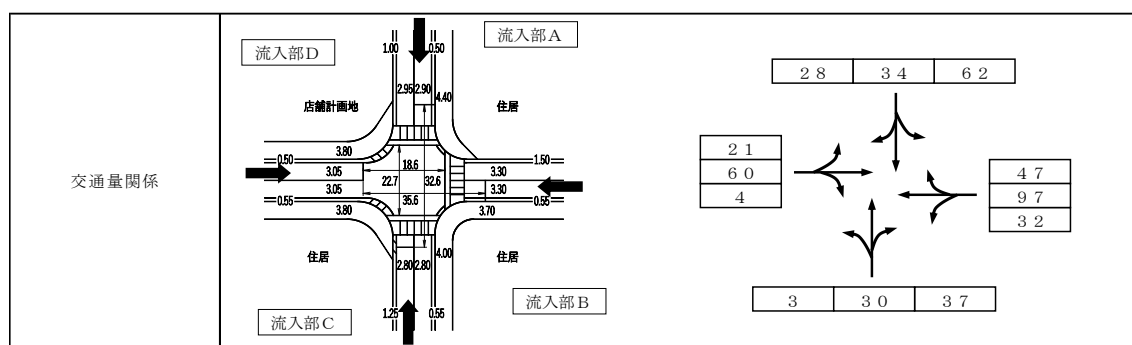 交通量関係
流入部D
流入部A
流入部C
流入部B
店舗計画地
住居
住居
住居
1.00
0.50
2.95
2.90
4.40
3.80
0.50
3.05
3.05
0.55
3.80
18.6
22.7
32.6
35.6
1.50
3.30
3.30
0.55
3.70
2.80
2.80
4.00
1.25
0.55
２８ ３４ ６２
２１
６０
４
４７
９７
３２
３ ３０ ３７